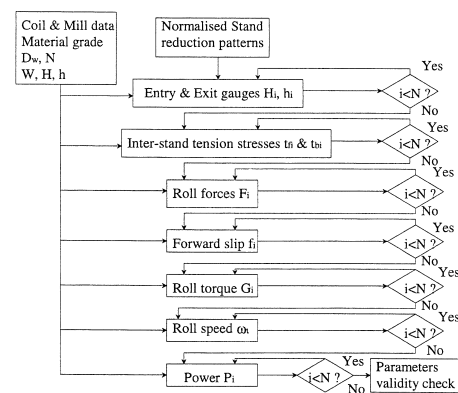 Coil & Mill data
Material grade
Dw, N
W, H, h
Normalised Stand
reduction patterns
Entry & Exit gauges Hi, hi
i<N ?
Yes
No
Inter-stand tension stresses tfi & tbi
i<N ?
Yes
No
Roll forces Fi
i<N ?
Yes
No
Forward slip fi
i<N ?
Yes
No
Roll torque Gi
i<N ?
Yes
No
Roll speed ωi
i<N ?
Yes
No
Power Pi
i<N ?
Yes
No
Parameters
validity check